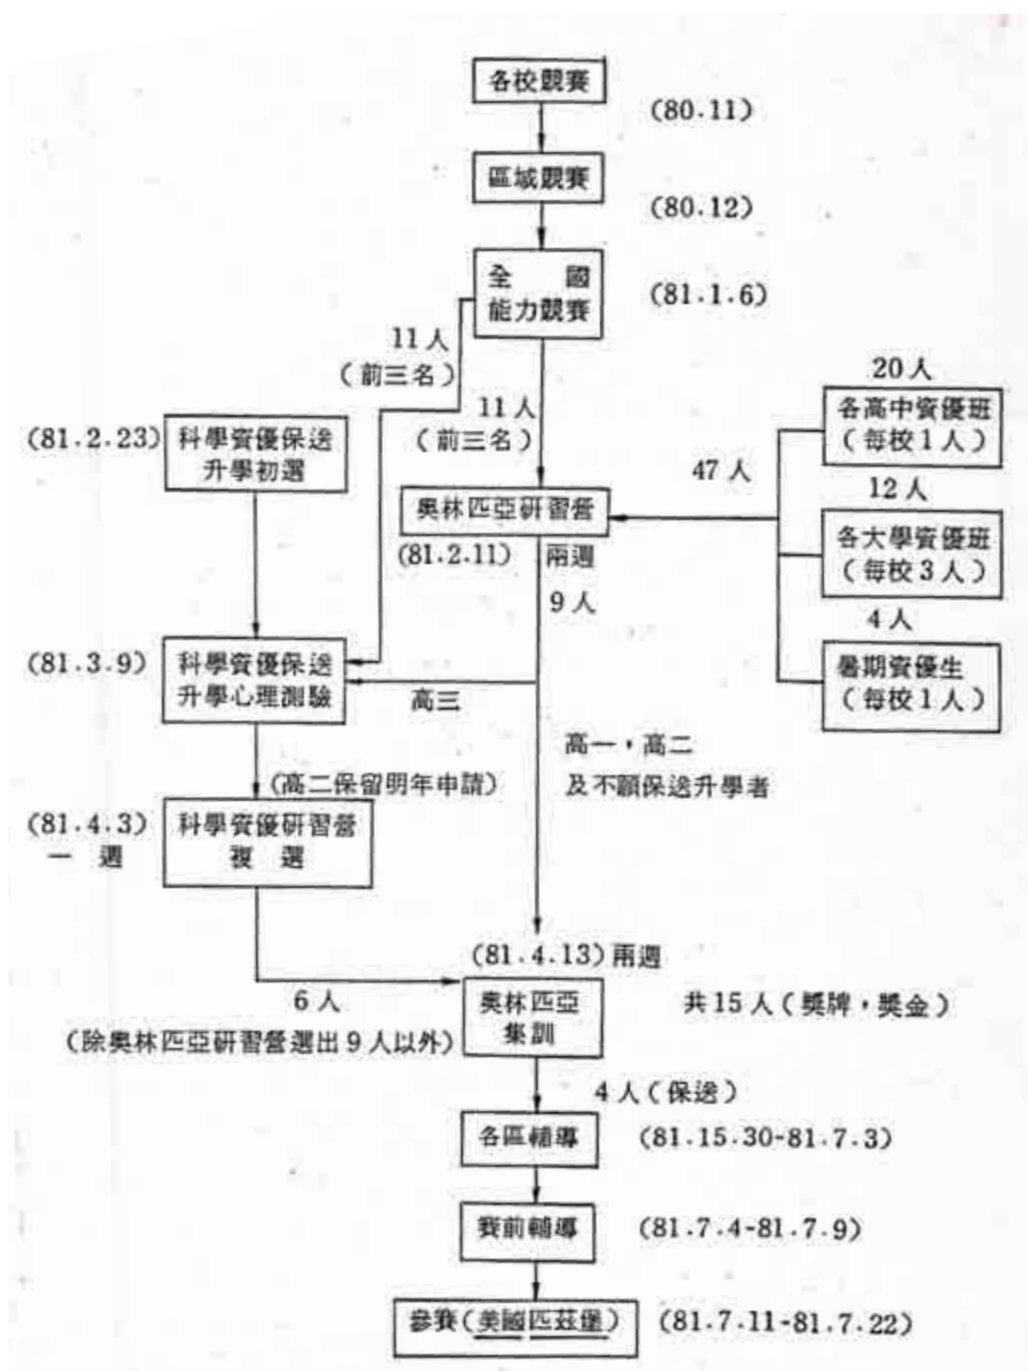 各校競賽
(80.11)
區域競賽
(80.12)
全 國
能力競賽
(81.1.6)
11人
(前三名)
11人
(前三名)
20人
各高中資優班
(每校1人)
47人
12人
各大學資優班
(每校3人)
4人
暑期資優生
(每校1人)
(81.2.23)
科學資優保送
升學初選
奧林匹亞研習營
(81.2.11) 兩週
9人
(81.3.9)
科學資優保送
升學心理測驗
高三
高一,高二
及不願保送升學者
(高二保留明年申請)
(81.4.3)
一 週
科學資優研習營
複 選
(81.4.13)兩週
6人
(除奧林匹亞研習營選出9人以外)
奧林匹亞
集訓
共15人(獎牌,獎金)
4人(保送)
各區輔導
(81.15.30-81.7.3)
賽前輔導
(81.7.4-81.7.9)
參賽(美國匹茲堡)
(81.7.11-81.7.22)